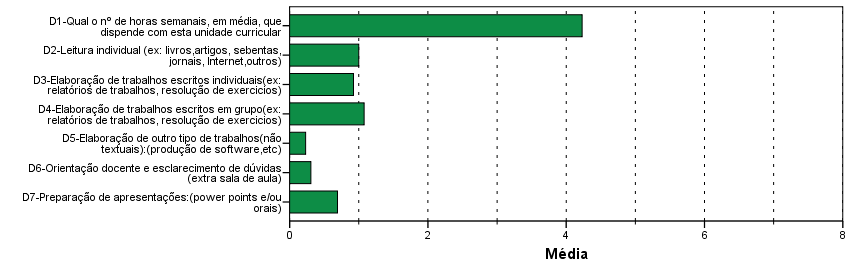 D1-Qual o nº de horas semanais, em média, que
dispende com esta unidade curricular
D2-Leitura individual (ex: livros,artigos, sebentas,
jornais, Internet,outros)
D3-Elaboração de trabalhos escritos individuais(ex:
relatórios de trabalhos, resolução de exercicios)
D4-Elaboração de trabalhos escritos em grupo(ex:
relatórios de trabalhos, resolução de exercicios)
D5-Elaboração de outro tipo de trabalhos(não
textuais):(produção de software,etc)
D6-Orientação docente e esclarecimento de dúvidas
(extra sala de aula)
D7-Preparação de apresentações:(power points e/ou
orais)
0 2 4 6 8
Média